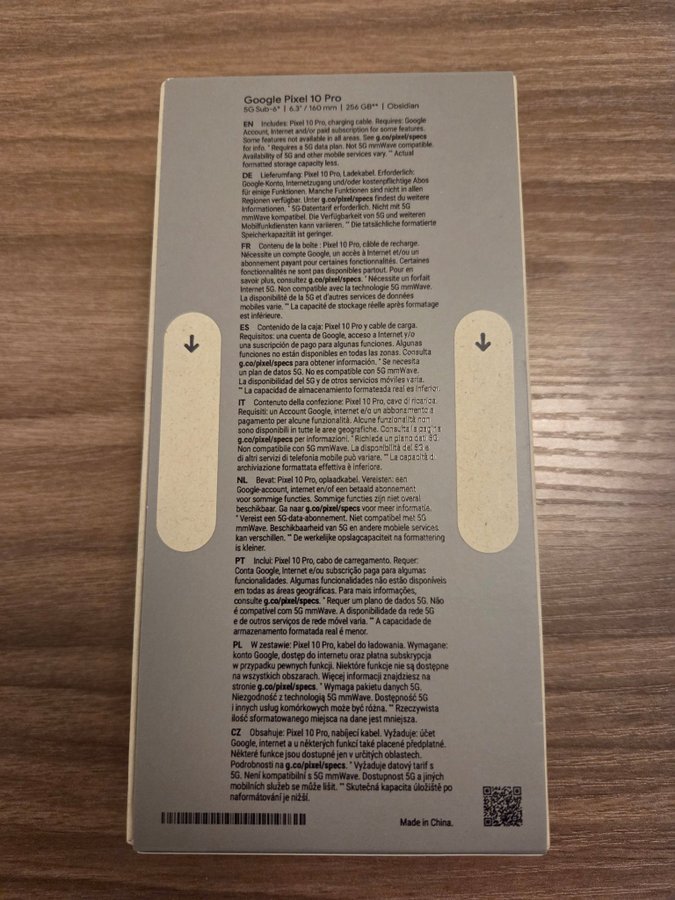 Google Pixel 10 Pro
5G Sub-6* | 6.3" / 160 mm | 256 GB** | Obsidian
EN Includes: Pixel 10 Pro, charging cable. Requires: Google
Account, Internet and/or paid subscription for some features.
Some features not available in all areas. See g.co/pixel/specs
for info. * Requires a 5G data plan. Not 5G mmWave compatible.
Availability of 5G and other mobile services vary. ** Actual
formatted storage capacity less.
DE Lieferumfang: Pixel 10 Pro, Ladekabel. Erforderlich:
Google-Konto, Internetzugang und/oder kostenpflichtige Abos
für einige Funktionen. Manche Funktionen sind nicht in allen
Regionen verfügbar. Unter g.co/pixel/specs findest du weitere
Informationen. * 5G-Datentarif erforderlich. Nicht mit 5G
mmWave kompatibel. Die Verfügbarkeit von 5G und weiteren
Mobilfunkdiensten kann variieren. ** Die tatsächliche formatierte
Speicherkapazität ist geringer.
FR Contenu de la boîte : Pixel 10 Pro, câble de recharge.
Nécessite un compte Google, un accès à Internet et/ou un
abonnement payant pour certaines fonctionnalités. Certaines
fonctionnalités ne sont pas disponibles partout. Pour en
savoir plus, consultez g.co/pixel/specs. * Nécessite un forfait
Internet 5G. Non compatible avec la technologie 5G mmWave.
La disponibilité de la 5G et d'autres services de données
mobiles varie. ** La capacité de stockage réelle après formatage
est inférieure.
ES Contenido de la caja: Pixel 10 Pro y cable de carga.
Requisitos: una cuenta de Google, acceso a Internet y/o
una suscripción de pago para algunas funciones. Algunas
funciones no están disponibles en todas las zonas. Consulta
g.co/pixel/specs para obtener información. * Se necesita
un plan de datos 5G. No es compatible con 5G mmWave.
La disponibilidad del 5G y de otros servicios móviles varía.
** La capacidad de almacenamiento formateada real es inferior.
IT Contenuto della confezione: Pixel 10 Pro, cavo di ricarica.
Requisiti: un Account Google, internet e/o un abbonamento a
pagamento per alcune funzionalità. Alcune funzionalità non
sono disponibili in tutte le aree geografiche. Consulta la pagina
g.co/pixel/specs per informazioni. * Richiede un piano dati 5G.
Non compatibile con 5G mmWave. La disponibilità del 5G e
di altri servizi di telefonia mobile può variare. ** La capacità di
archiviazione formattata effettiva è inferiore.
NL Bevat: Pixel 10 Pro, oplaadkabel. Vereisten: een
Google-account, internet en/of een betaald abonnement
voor sommige functies. Sommige functies zijn niet overal
beschikbaar. Ga naar g.co/pixel/specs voor meer informatie.
* Vereist een 5G-data-abonnement. Niet compatibel met 5G
mmWave. Beschikbaarheid van 5G en andere mobiele services
kan verschillen. ** De werkelijke opslagcapaciteit na formattering
is kleiner.
PT Inclui: Pixel 10 Pro, cabo de carregamento. Requer:
Conta Google, Internet e/ou subscrição paga para algumas
funcionalidades. Algumas funcionalidades não estão disponíveis
em todas as áreas geográficas. Para mais informações,
consulte g.co/pixel/specs. * Requer um plano de dados 5G. Não
é compatível com 5G mmWave. A disponibilidade da rede 5G
e de outros serviços de rede móvel varia. ** A capacidade de
armazenamento formatada real é menor.
PL W zestawie: Pixel 10 Pro, kabel do ładowania. Wymagane:
konto Google, dostęp do internetu oraz płatna subskrypcja
w przypadku pewnych funkcji. Niektóre funkcje nie są dostępne
na wszystkich obszarach. Więcej informacji znajdziesz na
stronie g.co/pixel/specs. * Wymaga pakietu danych 5G.
Niezgodność z technologią 5G mmWave. Dostępność 5G
i innych usług komórkowych może być różna. ** Rzeczywista
ilość sformatowanego miejsca na dane jest mniejsza.
CZ Obsahuje: Pixel 10 Pro, nabíjecí kabel. Vyžaduje: účet
Google, internet a u některých funkcí také placené předplatné.
Některé funkce jsou dostupné jen v určitých oblastech.
Podrobnosti na g.co/pixel/specs. * Vyžaduje datový tarif s
5G. Není kompatibilní s 5G mmWave. Dostupnost 5G a jiných
mobilních služeb se může lišit. ** Skutečná kapacita úložiště po
naformátování je nižší.
Made in China.